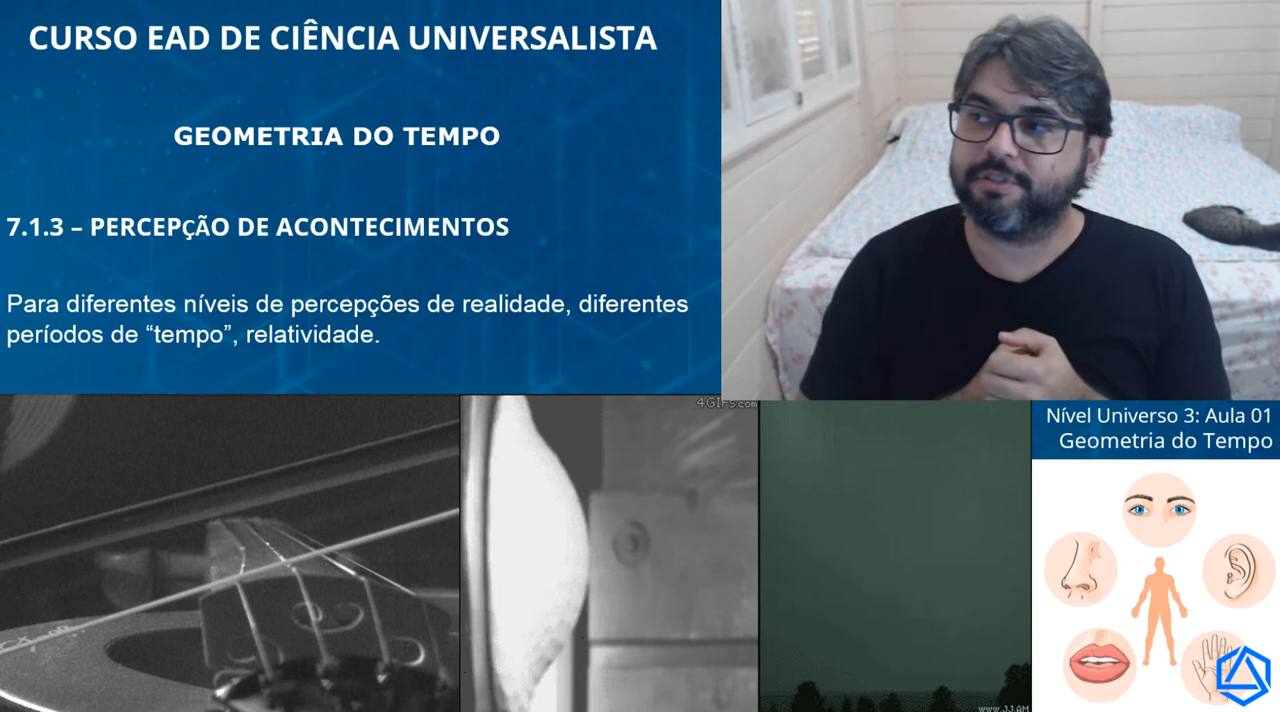 CURSO EAD DE CIÊNCIA UNIVERSALISTA
GEOMETRIA DO TEMPO
7.1.3 – PERCEPÇÃO DE ACONTECIMENTOS
Para diferentes níveis de percepções de realidade, diferentes
períodos de “tempo”, relatividade.
4GIFs.com
Nível Universo 3: Aula 01
Geometria do Tempo